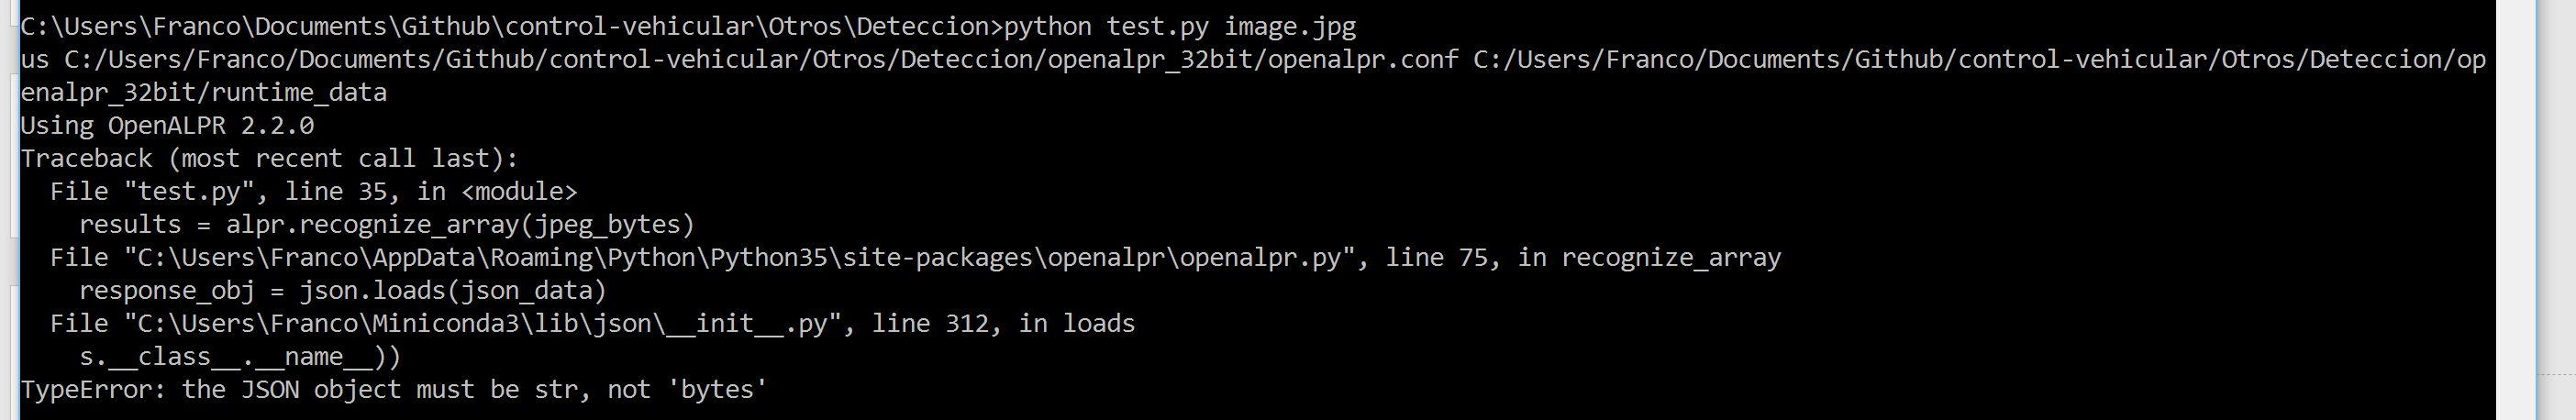 C:\Users\Franco\Documents\Github\control-vehicular\Otros\Deteccion>python test.py image.jpg
us C:/Users/Franco/Documents/Github/control-vehicular/Otros/Deteccion/openalpr_32bit/openalpr.conf C:/Users/Franco/Documents/Github/control-vehicular/Otros/Deteccion/op
enalpr_32bit/runtime_data
Using OpenALPR 2.2.0
Traceback (most recent call last):
  File "test.py", line 35, in <module>
    results = alpr.recognize_array(jpeg_bytes)
  File "C:\Users\Franco\AppData\Roaming\Python\Python35\site-packages\openalpr\openalpr.py", line 75, in recognize_array
    response_obj = json.loads(json_data)
  File "C:\Users\Franco\Miniconda3\lib\json\__init__.py", line 312, in loads
    s.__class__.__name__))
TypeError: the JSON object must be str, not 'bytes'